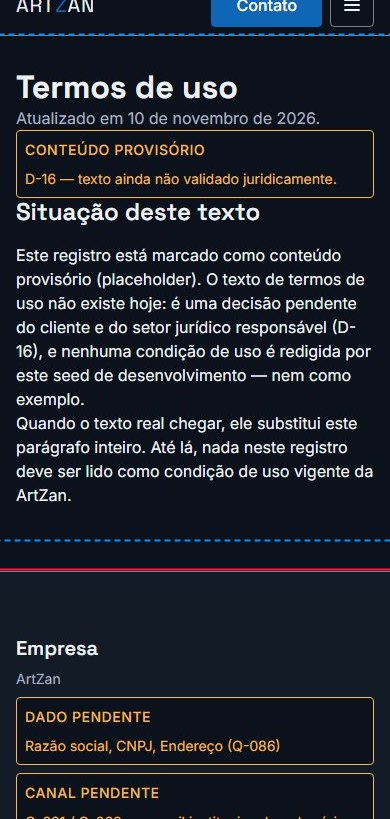 ARTZAN
Contato
Termos de uso
Atualizado em 10 de novembro de 2026.
CONTEÚDO PROVISÓRIO
D-16 — texto ainda não validado juridicamente.
Situação deste texto
Este registro está marcado como conteúdo
provisório (placeholder). O texto de termos de
uso não existe hoje: é uma decisão pendente
do cliente e do setor jurídico responsável (D-
16), e nenhuma condição de uso é redigida por
este seed de desenvolvimento — nem como
exemplo.
Quando o texto real chegar, ele substitui este
parágrafo inteiro. Até lá, nada neste registro
deve ser lido como condição de uso vigente da
ArtZan.
Empresa
ArtZan
DADO PENDENTE
Razão social, CNPJ, Endereço (Q-086)
CANAL PENDENTE